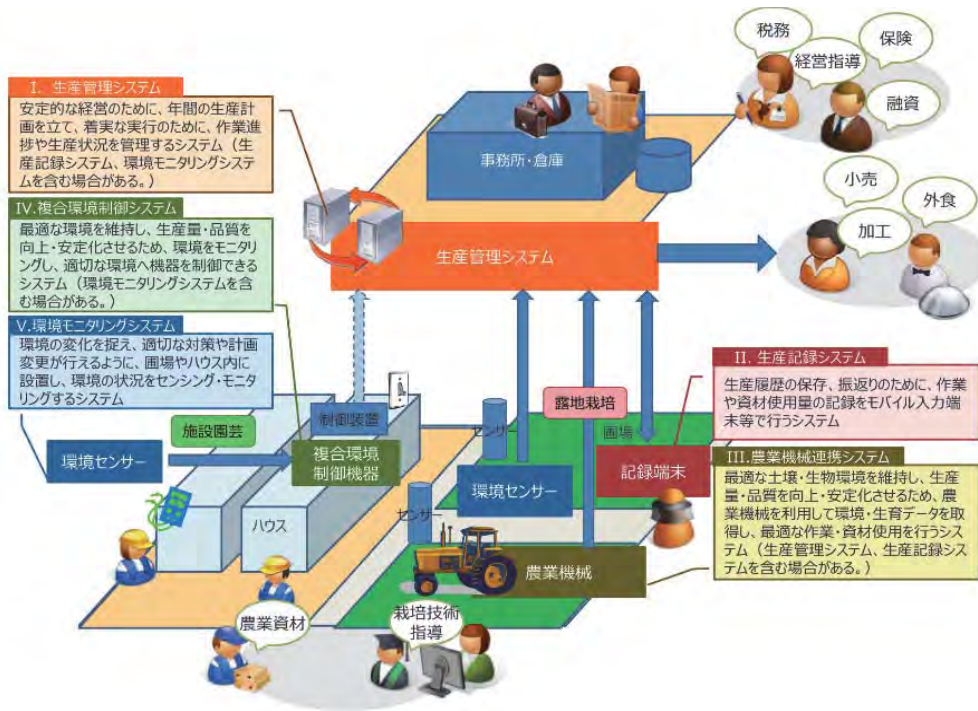 税務
経営指導
保険
融資
I. 生産管理システム
安定的な経営のために、年間の生産計画
を立て、着実な実行のために、作業進
捗や生産状況を管理するシステム（生
産記録システム、環境モニタリングシステ
ムを含む場合がある。）
事務所・倉庫
小売
外食
加工
IV.複合環境制御システム
最適な環境を維持し、生産量・品質を
向上・安定化させるため、環境をモニタリ
ングし、適切な環境へ機器を制御できる
システム（環境モニタリングシステムを含
む場合がある。）
生産管理システム
V.環境モニタリングシステム
環境の変化を捉え、適切な対策や計画
変更が行えるように、圃場やハウス内に
設置し、環境の状況をセンシング・モニタ
リングするシステム
II. 生産記録システム
生産履歴の保存、振返りのために、作業
や資材使用量の記録をモバイル入力端
末等で行うシステム
施設園芸
制御装置
露地栽培
センサー
圃場
環境センサー
複合環境
制御機器
環境センサー
記録端末
III.農業機械連携システム
最適な土壌・生物環境を維持し、生産
量・品質を向上・安定化させるため、農
業機械を利用して環境・生育データを取
得し、最適な作業・資材使用を行うシス
テム（生産管理システム、生産記録シス
テムを含む場合がある。）
ハウス
センサー
農業機械
農業資材
栽培技術
指導